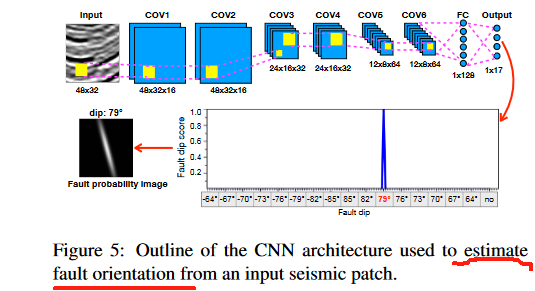 Input COV1 COV2 COV3 COV4 COV5 COV6 FC Output
48x32 48x32x16 48x32x16 24x16x32 24x16x32 12x8x64 12x8x64 1x128 1x17
dip: 79°
Fault probability image
Fault dip score
1.0
0.8
0.6
0.4
0.2
-64° -67° -70° -73° -76° -79° -82° -85° 85° 82° 79° 76° 73° 70° 67° 64° no
Fault dip
Figure 5: Outline of the CNN architecture used to estimate
fault orientation from an input seismic patch.